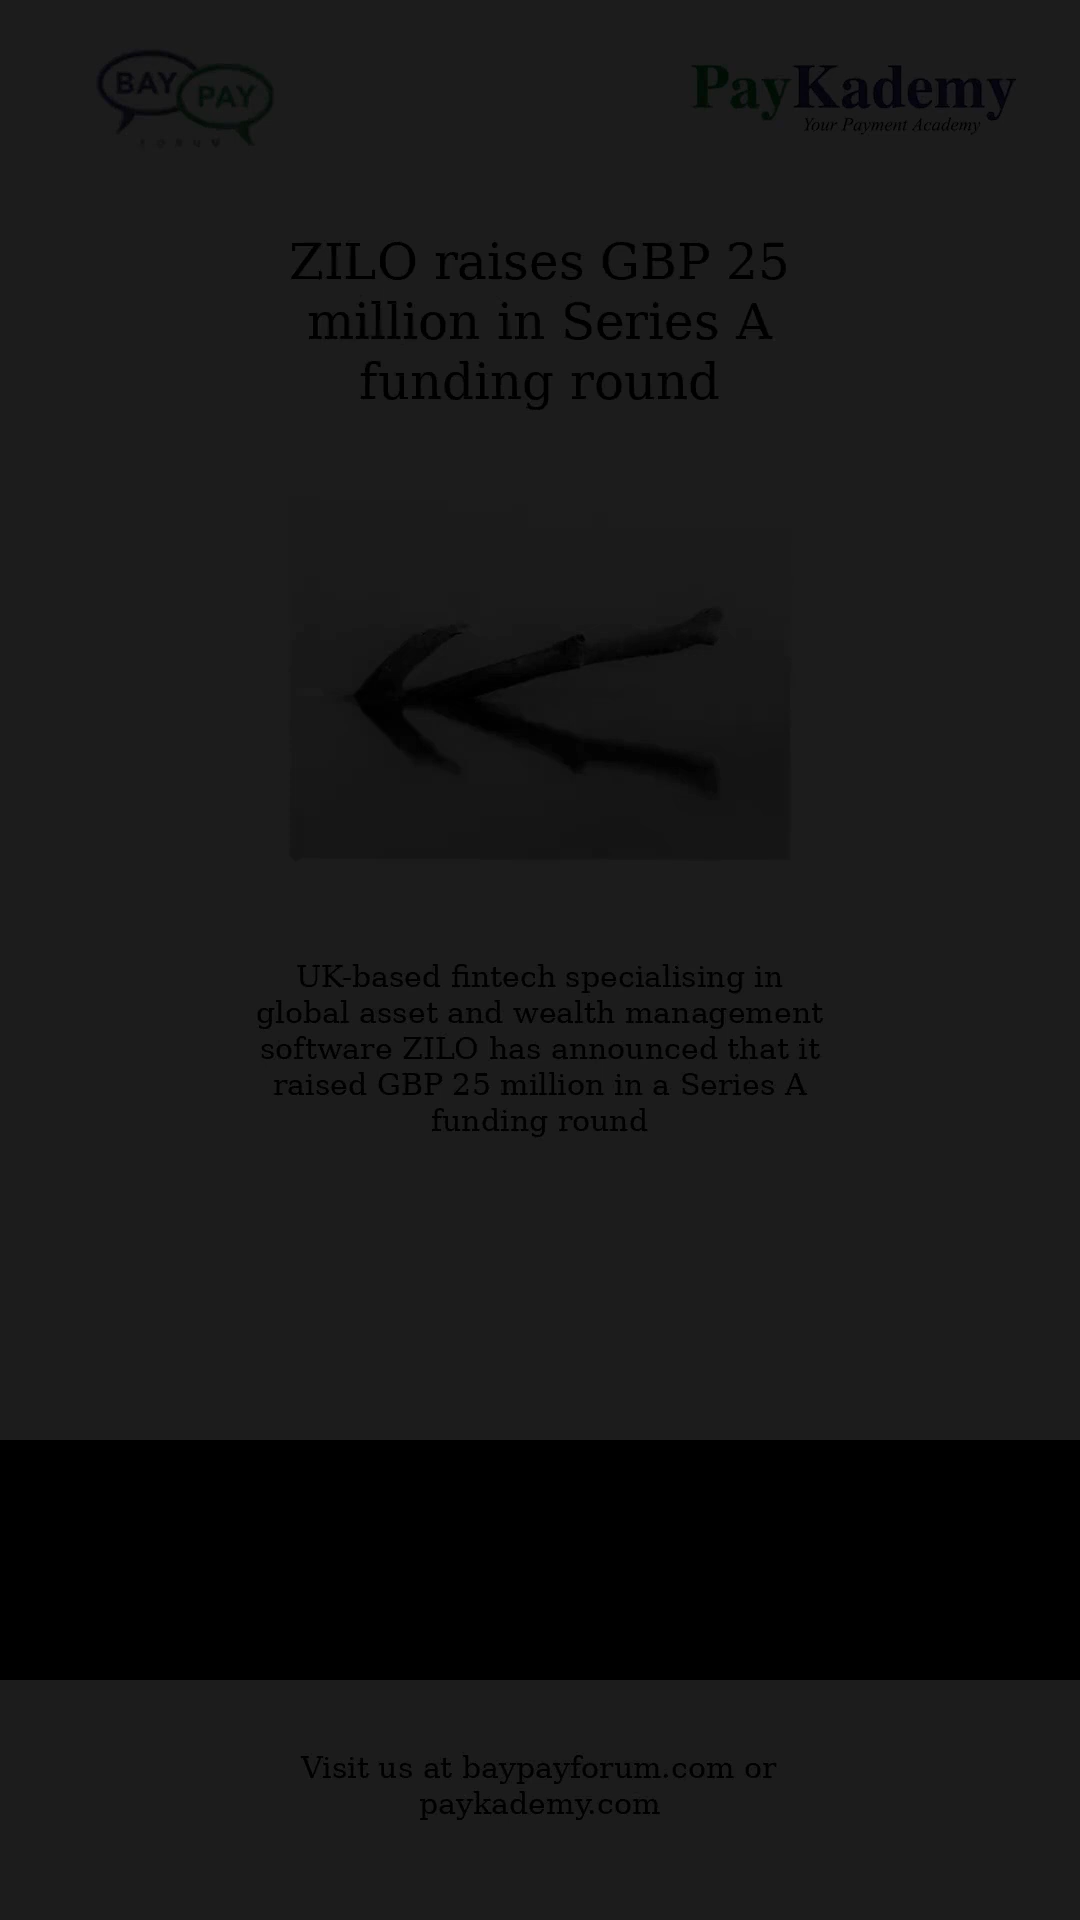 BAY PAY
FORUM
PayKademy
Your Payment Academy
ZILO raises GBP 25
million in Series A
funding round
UK-based fintech specialising in
global asset and wealth management
software ZILO has announced that it
raised GBP 25 million in a Series A
funding round
Visit us at baypayforum.com or
paykademy.com